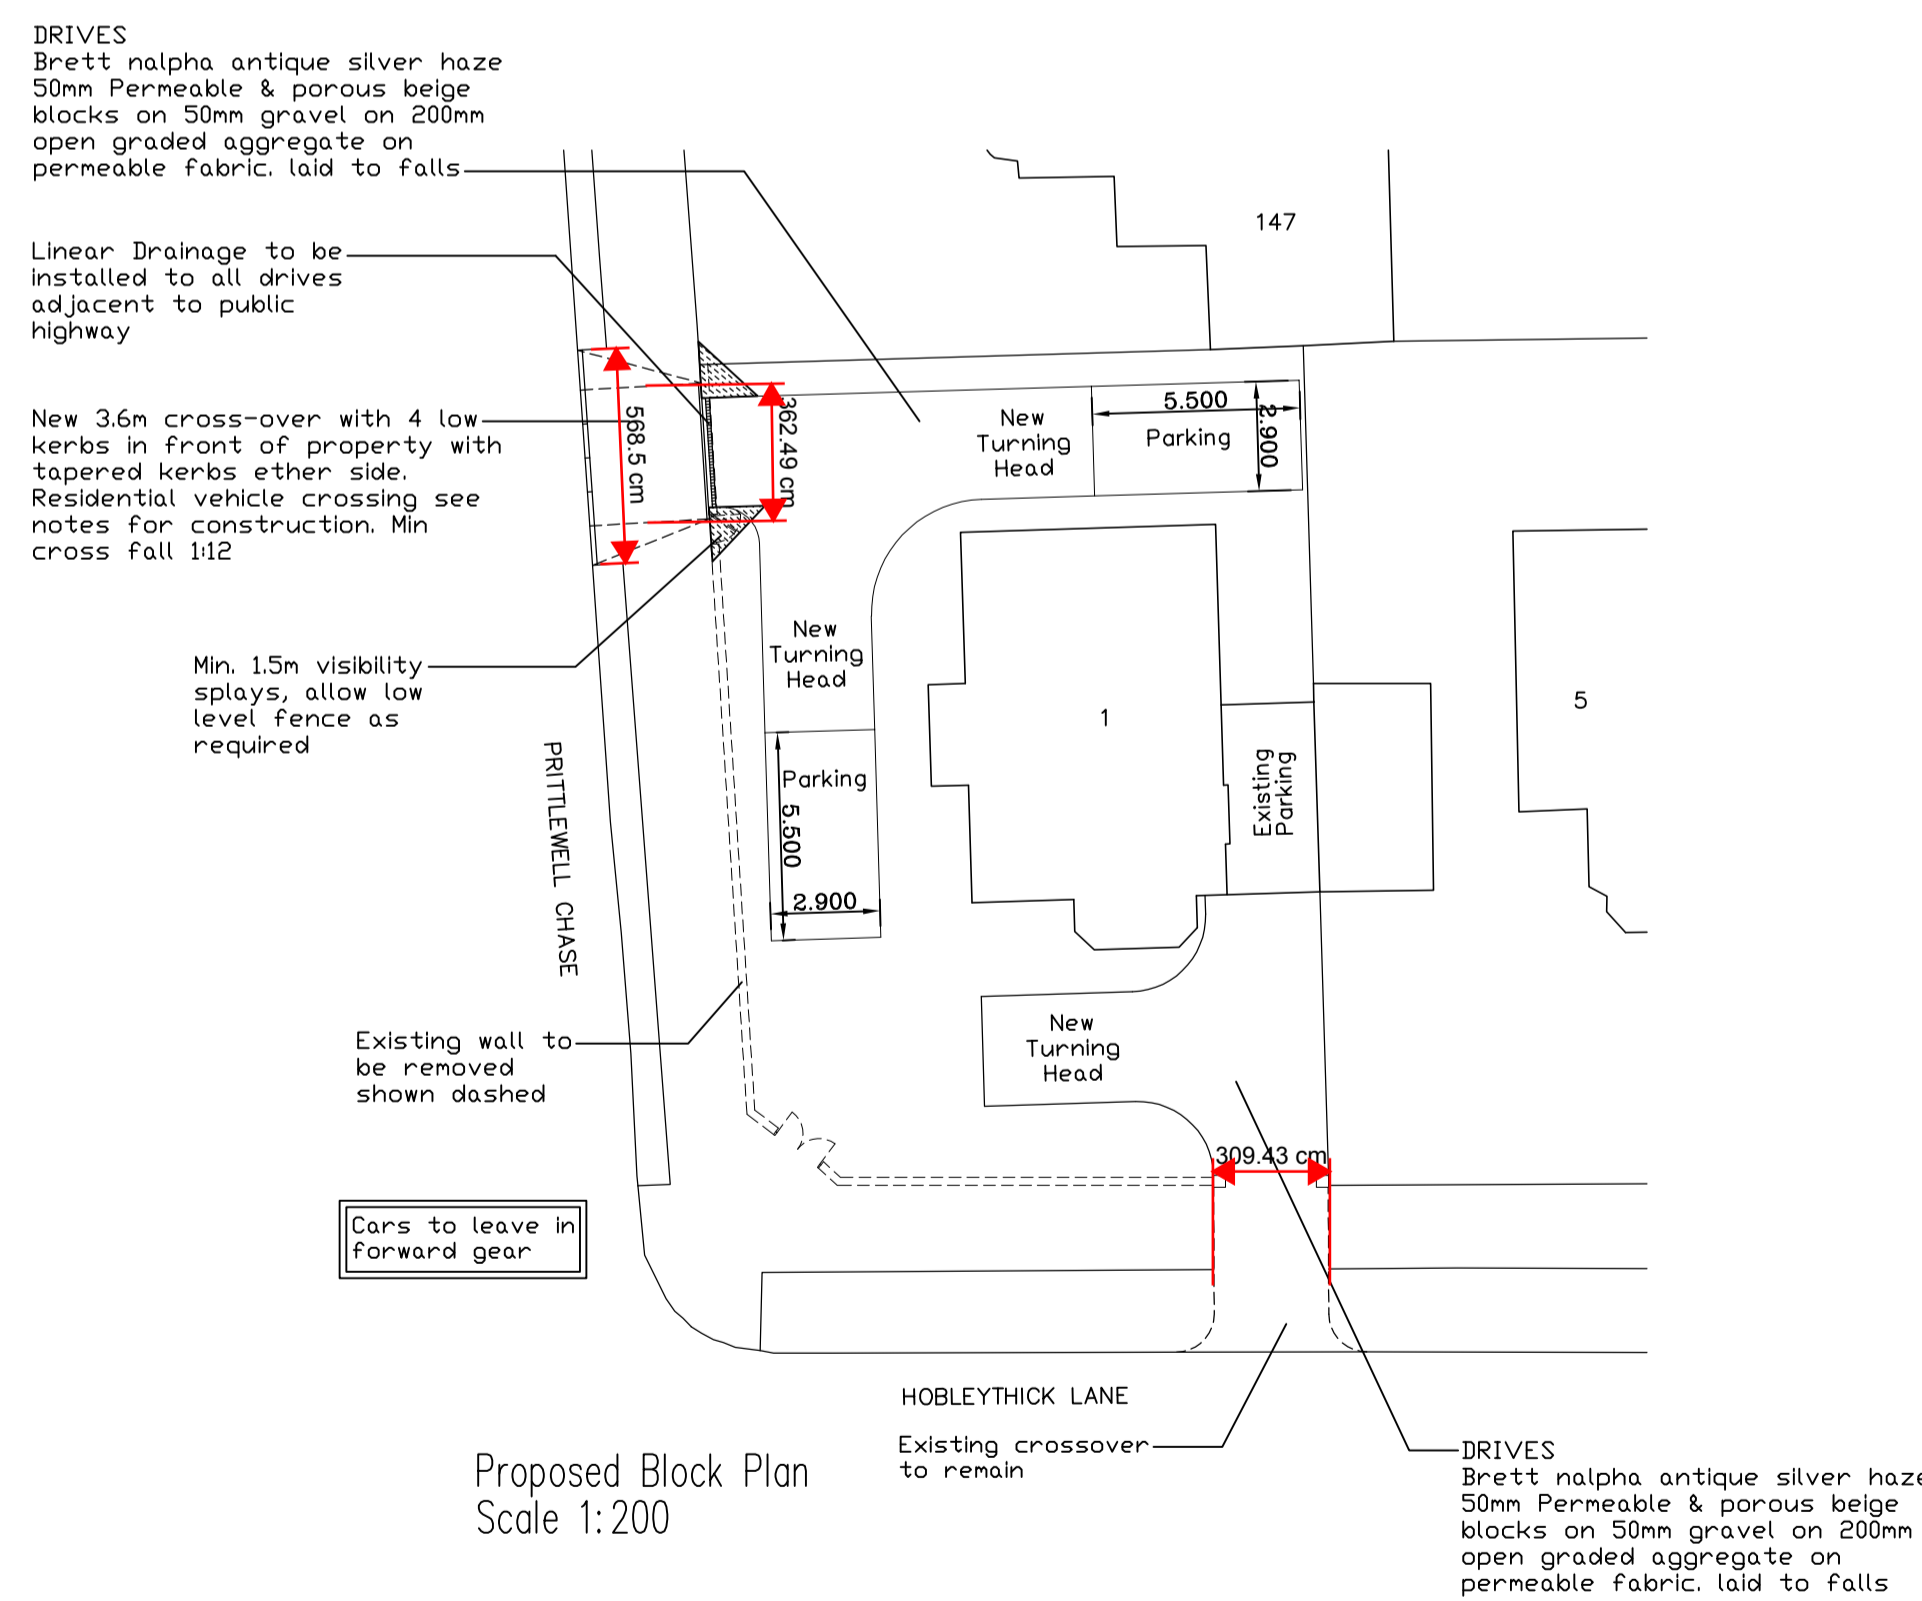 DRIVES
Brett nalpha antique silver haze
50mm Permeable & porous beige
blocks on 50mm gravel on 200mm
open graded aggregate on
permeable fabric. laid to falls
147
Linear Drainage to be
installed to all drives
adjacent to public
highway
New 3.6m cross-over with 4 low
kerbs in front of property with
tapered kerbs ether side.
Residential vehicle crossing see
notes for construction. Min
cross fall 1:12
568.5 cm
362.49 cm
New
Turning
Head
5.500
Parking
2.900
Min. 1.5m visibility
splays, allow low
level fence as
required
New
Turning
Head
1
5
PRITTLEWELL CHASE
Parking
5.500
2.900
Existing
Parking
Existing wall to
be removed
shown dashed
New
Turning
Head
309.43 cm
Cars to leave in
forward gear
HOBLEYTHICK LANE
Existing crossover
to remain
Proposed Block Plan
Scale 1:200
DRIVES
Brett nalpha antique silver haze
50mm Permeable & porous beige
blocks on 50mm gravel on 200mm
open graded aggregate on
permeable fabric. laid to falls